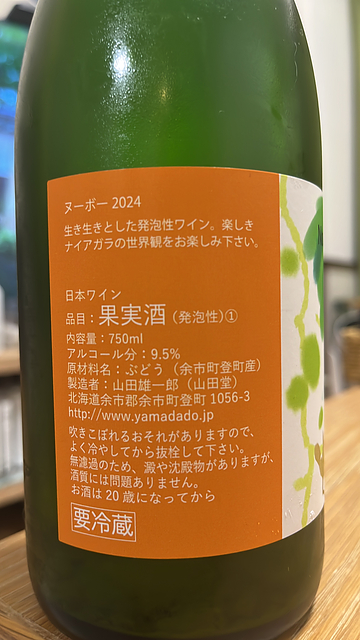 ヌーボー 2024
生き生きとした発泡性ワイン。楽しき
ナイアガラの世界観をお楽しみ下さい。
日本ワイン
品目：果実酒（発泡性）①
内容量：750ml
アルコール分：9.5%
原材料名：ぶどう（余市町登町産）
製造者：山田雄一郎（山田堂）
北海道余市郡余市町登町 1056-3
http://www.yamadado.jp
吹きこぼれるおそれがありますので、
よく冷やしてから抜栓して下さい。
無濾過のため、澱や沈殿物がありますが、
酒質には問題ありません。
お酒は 20 歳になってから
要冷蔵